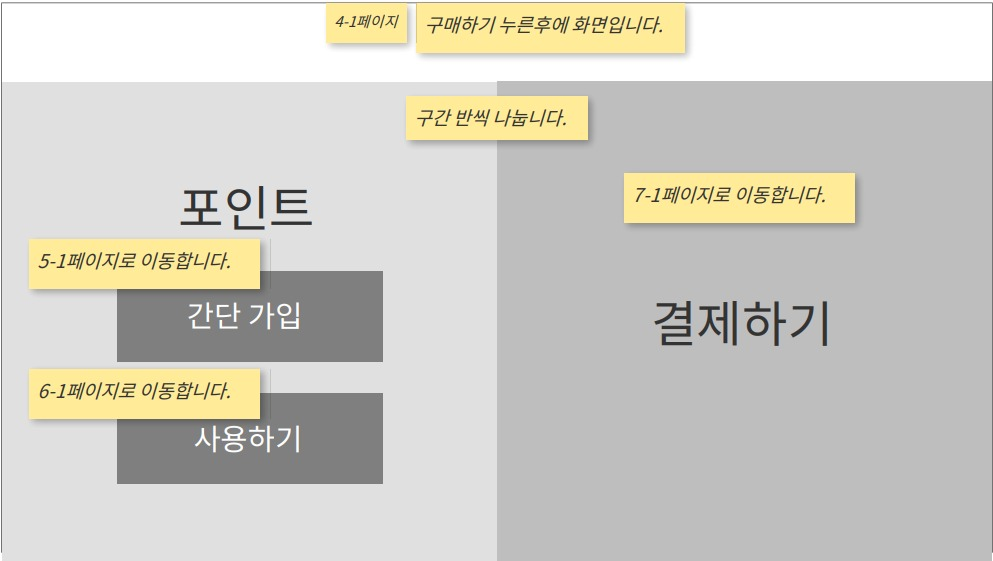 4-1페이지
구매하기 누른후에 화면입니다.
구간 반씩 나눕니다.
포인트
5-1페이지로 이동합니다.
간단 가입
6-1페이지로 이동합니다.
사용하기
7-1페이지로 이동합니다.
결제하기